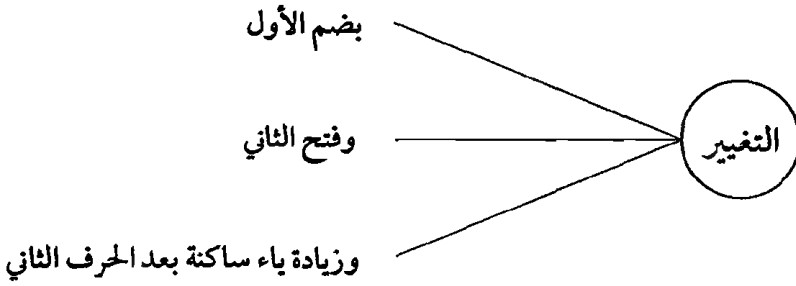 التغيير
بضم الأول
وفتح الثاني
وزيادة ياء ساكنة بعد الحرف الثاني